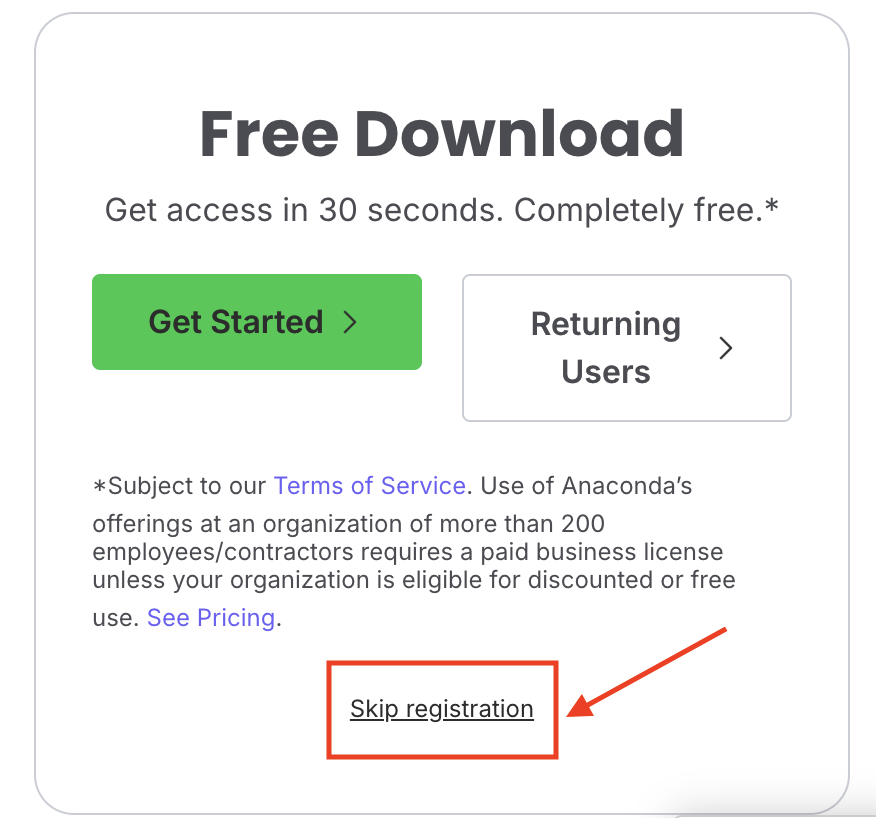 Free Download
Get access in 30 seconds. Completely free.*
Get Started
Returning
Users
*Subject to our Terms of Service. Use of Anaconda’s
offerings at an organization of more than 200
employees/contractors requires a paid business license
unless your organization is eligible for discounted or free
use. See Pricing.
Skip registration